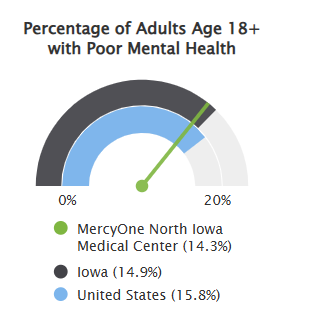 Percentage of Adults Age 18+
with Poor Mental Health
0%
20%
MercyOne North Iowa
Medical Center (14.3%)
Iowa (14.9%)
United States (15.8%)